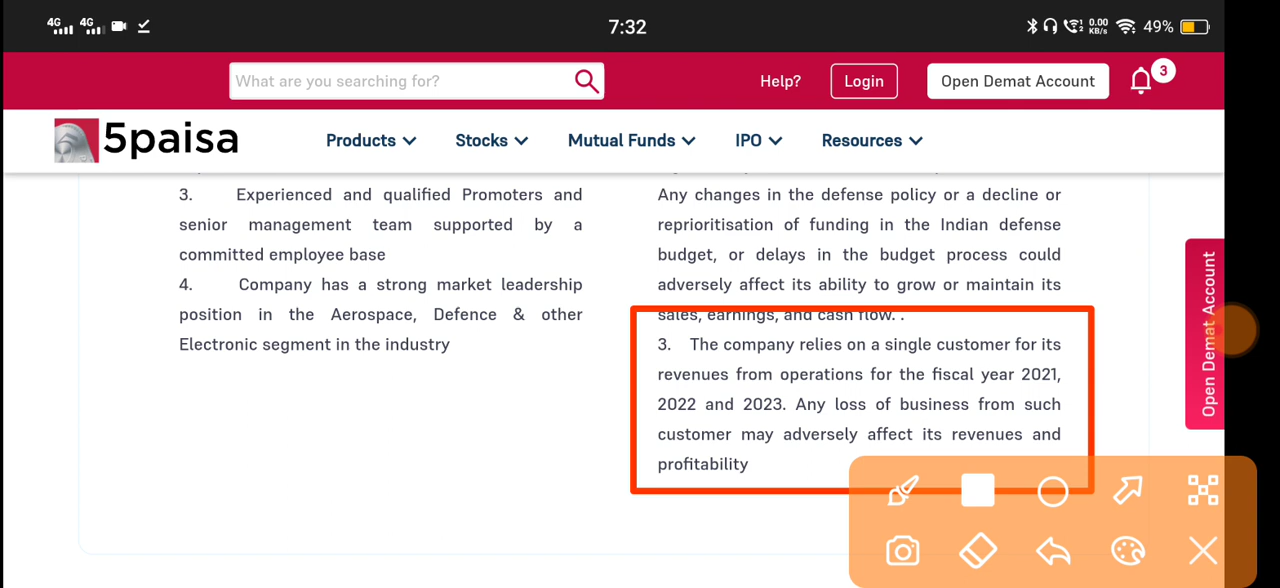 4G 4G 7:32 0.00 KB/s 49%
What are you searching for?
Help?
Login
Open Demat Account
3
5paisa
Products
Stocks
Mutual Funds
IPO
Resources
3. Experienced and qualified Promoters and
senior management team supported by a
committed employee base
4. Company has a strong market leadership
position in the Aerospace, Defence & other
Electronic segment in the industry
Any changes in the defense policy or a decline or
reprioritisation of funding in the Indian defense
budget, or delays in the budget process could
adversely affect its ability to grow or maintain its
sales, earnings, and cash flow. .
3. The company relies on a single customer for its
revenues from operations for the fiscal year 2021,
2022 and 2023. Any loss of business from such
customer may adversely affect its revenues and
profitability
Open Demat Account